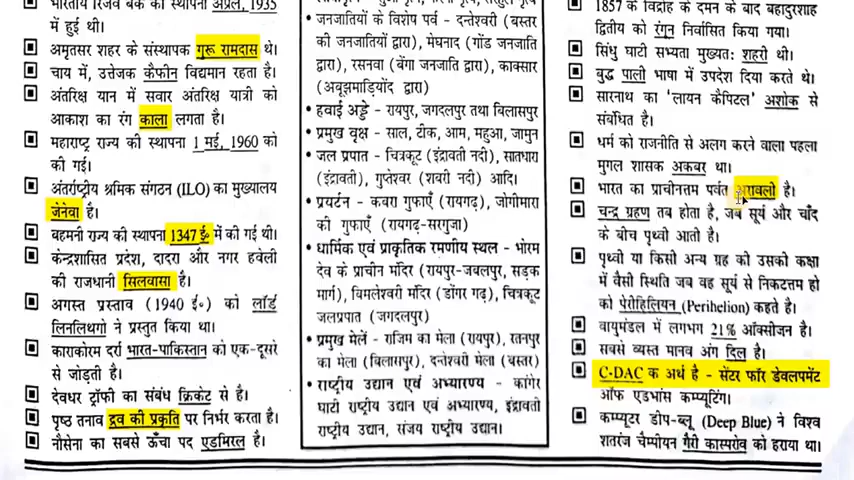 भारतीय रिजर्व बैंक की स्थापना अप्रैल, 1935
में हुई थी।
अमृतसर शहर के संस्थापक गुरू रामदास थे।
चाय में, उत्तेजक कैफीन विद्यमान रहता है।
अंतरिक्ष यान में सवार अंतरिक्ष यात्री को
आकाश का रंग काला लगता है।
महाराष्ट्र राज्य की स्थापना 1 मई, 1960 को
की गई।
अंतर्राष्ट्रीय श्रमिक संगठन (ILO) का मुख्यालय
जेनेवा है।
बहमनी राज्य की स्थापना 1347 ई० में की गई थी।
केन्द्रशासित प्रदेश, दादरा और नगर हवेली
की राजधानी सिलवासा है।
अगस्त प्रस्ताव (1940 ई०) को लॉर्ड
लिनलिथगो ने प्रस्तुत किया था।
काराकोरम दर्रा भारत-पाकिस्तान को एक-दूसरे
से जोड़ती है।
देवधर ट्रॉफी का संबंध क्रिकेट से है।
पृष्ठ तनाव द्रव की प्रकृति पर निर्भर करता है।
नौसेना का सबसे ऊँचा पद एडमिरल है।
• जनजातियों के विशेष पर्व - दन्तेश्वरी (बस्तर
की जनजातियों द्वारा), मेघनाद (गोंड जनजाति
द्वारा), रसनवा (बेंगा जनजाति द्वारा), काक्सार
(अबूझमाड़ियोंद द्वारा)
• हवाई अड्डे - रायपुर, जगदलपुर तथा बिलासपुर
• प्रमुख वृक्ष - साल, टीक, आम, महुआ, जामुन
• जल प्रपात - चित्रकूट (इंद्रावती नदी), सातधारा
(इंद्रावती), गुप्तेश्वर (शबरी नदी) आदि।
• प्रयर्टन - कबरा गुफाएँ (रायगढ़), जोगीमारा
की गुफाएँ (रायगढ़-सरगुजा)
• धार्मिक एवं प्राकृतिक रमणीय स्थल - भोरम
देव के प्राचीन मंदिर (रायपुर-जबलपुर, सड़क
मार्ग), विमलेश्वरी मंदिर (डोंगर गढ़), चित्रकूट
जलप्रपात (जगदलपुर)
• प्रमुख मेलें - राजिम का मेला (रायपुर), रतनपुर
का मेला (बिलासपुर), दन्तेश्वरी मेला (बस्तर)
• राष्ट्रीय उद्यान एवं अभ्यारण्य - कांगेर
घाटी राष्ट्रीय उद्यान एवं अभ्यारण्य, इंद्रावती
राष्ट्रीय उद्यान, संजय राष्ट्रीय उद्यान।
1857 के विद्रोह के दमन के बाद बहादुरशाह
द्वितीय को रंगून निर्वासित किया गया।
सिंधु घाटी सभ्यता मुख्यतः शहरी थी।
बुद्ध पाली भाषा में उपदेश दिया करते थे।
सारनाथ का 'लायन कैपिटल' अशोक से
संबंधित है।
धर्म को राजनीति से अलग करने वाला पहला
मुगल शासक अकबर था।
भारत का प्राचीनतम पर्वत अरावली है।
चन्द्र ग्रहण तब होता है, जब सूर्य और चाँद
के बीच पृथ्वी आती है।
पृथ्वी या किसी अन्य ग्रह को उसकी कक्षा
में वैसी स्थिति जब वह सूर्य से निकटतम हो
को पेरीहिलियन (Perihelion) कहते है।
वायुमंडल में लगभग 21% ऑक्सीजन है।
सबसे व्यस्त मानव अंग दिल है।
C-DAC क अर्थ है - सेंटर फॉर डेवलपमेंट
ऑफ एडभांस कम्प्यूटिंग।
कम्प्यूटर डीप-ब्लू (Deep Blue) ने विश्व
शतरंज चैम्पीयन गैरी कास्परोव को हराया था।